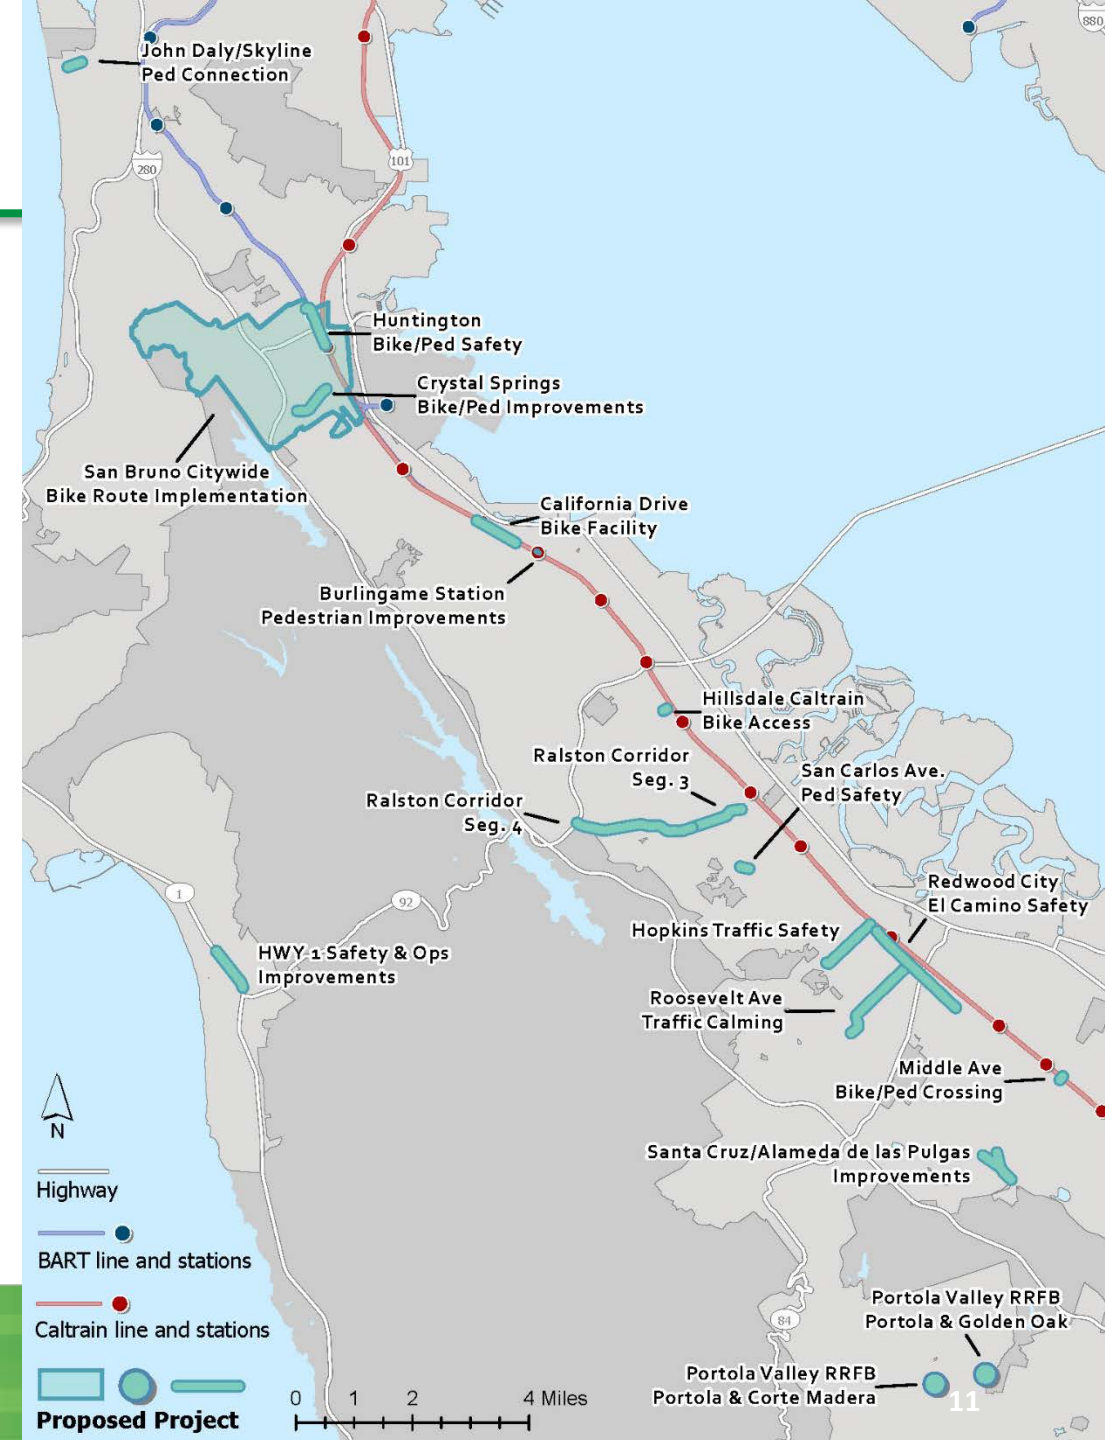 880
John Daly/Skyline
Ped Connection
101
280
Huntington
Bike/Ped Safety
Crystal Springs
Bike/Ped Improvements
San Bruno Citywide
Bike Route Implementation
California Drive
Bike Facility
Burlingame Station
Pedestrian Improvements
Hillsdale Caltrain
Bike Access
Ralston Corridor
Seg. 3
San Carlos Ave.
Ped Safety
Ralston Corridor
Seg. 4
Redwood City
El Camino Safety
1
92
Hopkins Traffic Safety
HWY 1 Safety & Ops
Improvements
Roosevelt Ave
Traffic Calming
Middle Ave
Bike/Ped Crossing
N
Santa Cruz/Alameda de las Pulgas
Improvements
Highway
BART line and stations
Portola Valley RRFB
Portola & Golden Oak
84
Caltrain line and stations
Portola Valley RRFB
Portola & Corte Madera
Proposed Project
0 1 2 4 Miles
11